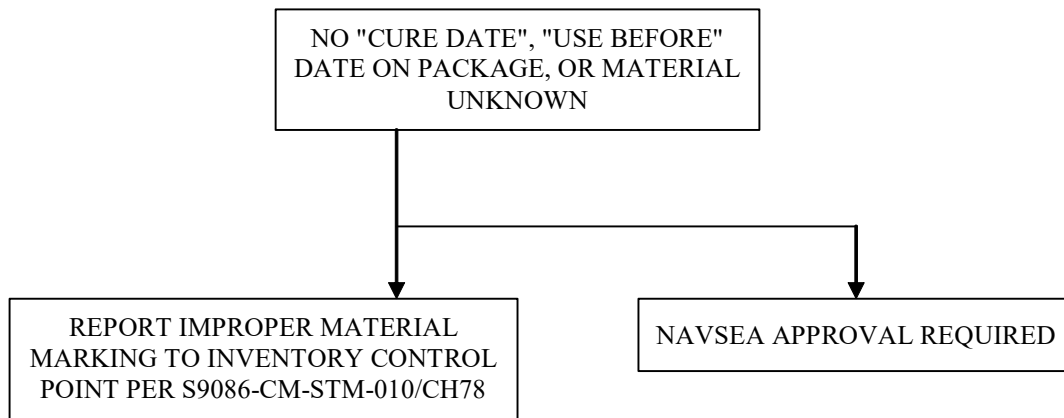 NO "CURE DATE", "USE BEFORE"
DATE ON PACKAGE, OR MATERIAL
UNKNOWN
REPORT IMPROPER MATERIAL
MARKING TO INVENTORY CONTROL
POINT PER S9086-CM-STM-010/CH78
NAVSEA APPROVAL REQUIRED